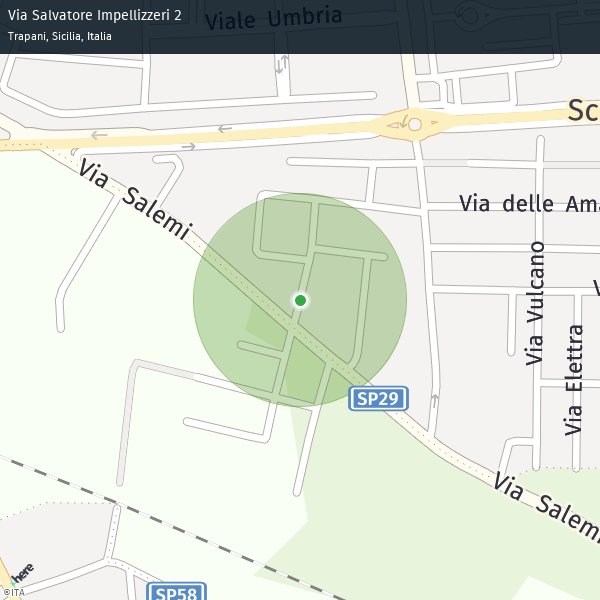 Via Salvatore Impellizzeri 2
Trapani, Sicilia, Italia
Viale Umbria
Sc
Via Salemi
Via delle Ama
Via Vulcano
V
Via Elettra
SP29
Via Salemi
here
SP58
©ITA